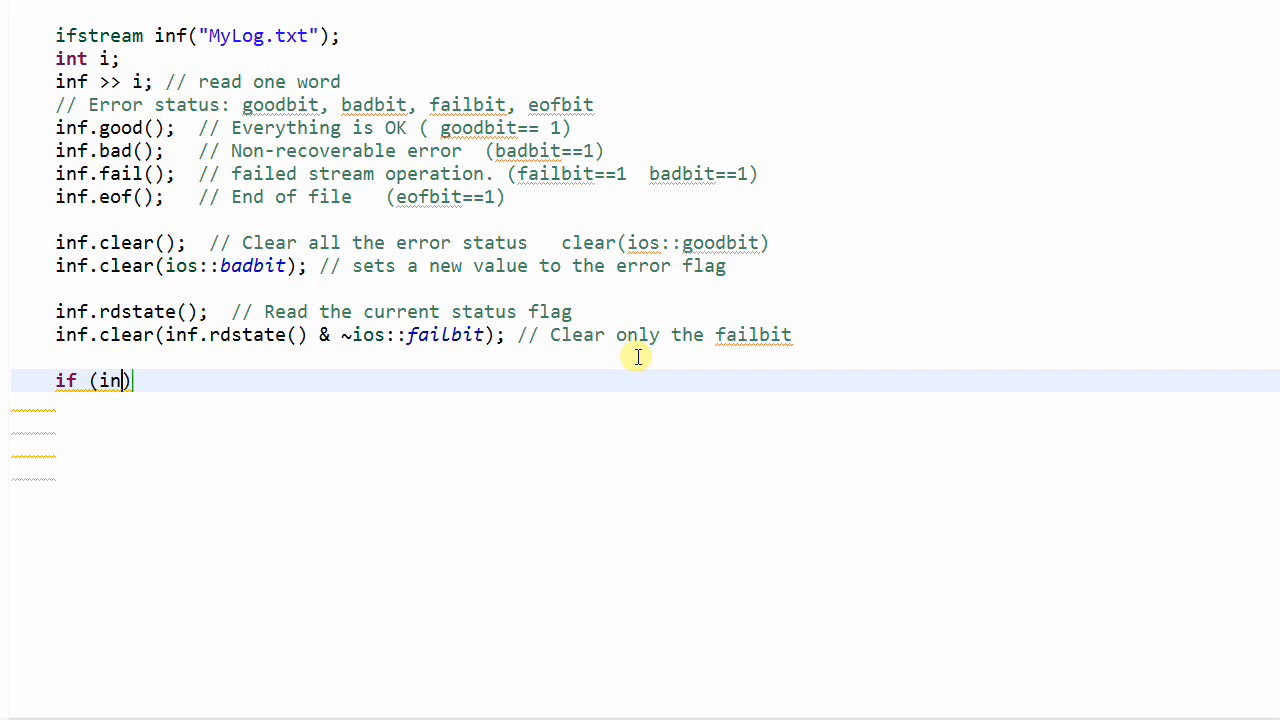 ifstream inf("MyLog.txt");
int i;
inf >> i; // read one word
// Error status: goodbit, badbit, failbit, eofbit
inf.good();  // Everything is OK ( goodbit== 1)
inf.bad();   // Non-recoverable error  (badbit==1)
inf.fail();  // failed stream operation. (failbit==1  badbit==1)
inf.eof();   // End of file   (eofbit==1)
inf.clear();  // Clear all the error status   clear(ios::goodbit)
inf.clear(ios::badbit); // sets a new value to the error flag
inf.rdstate();  // Read the current status flag
inf.clear(inf.rdstate() & ~ios::failbit); // Clear only the failbit
if (in)